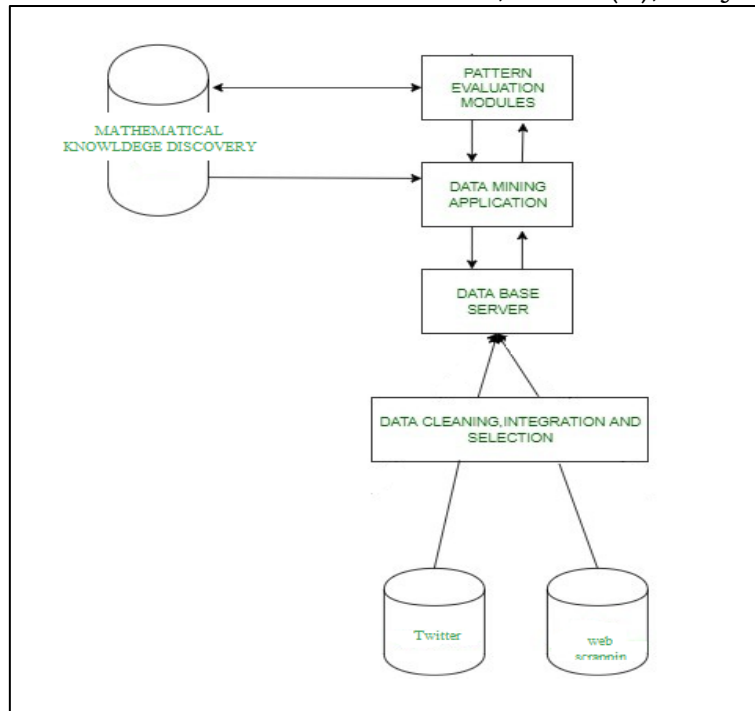 PATTERN EVALUATION
MODULES
MATHEMATICAL
KNOWLDEGE DISCOVERY
DATA MINING
APPLICATION
DATA BASE
SERVER
DATA CLEANING,INTEGRATION AND
SELECTION
Twitter
web
scrappin